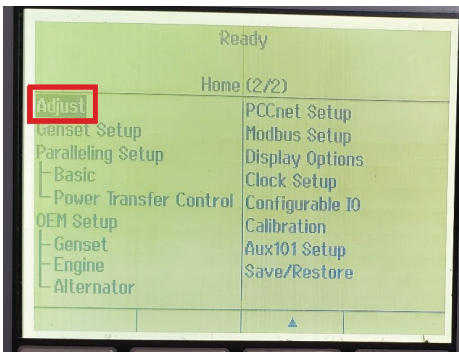 Ready
Home (2/2)
Adjust
Genset Setup
Paralleling Setup
Basic
Power Transfer Control
OEM Setup
Genset
Engine
Alternator
PCCnet Setup
Modbus Setup
Display Options
Clock Setup
Configurable IO
Calibration
Aux101 Setup
Save/Restore